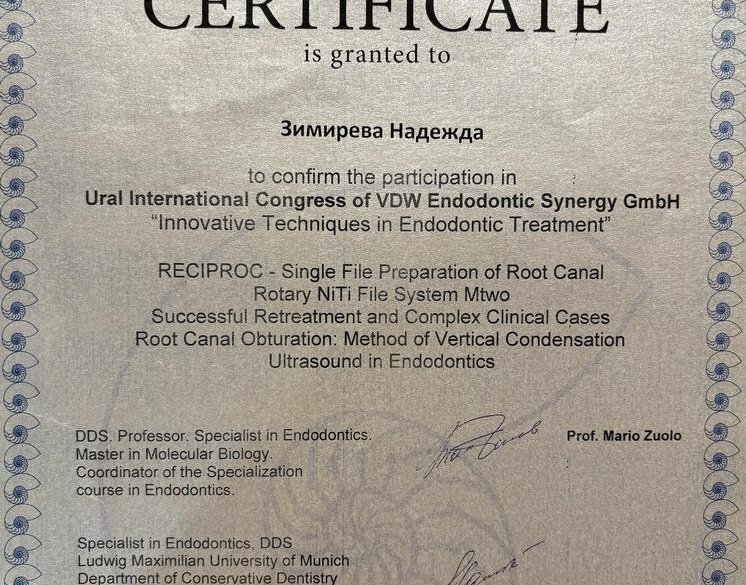 CERTIFICATE
is granted to
Зимирева Надежда
to confirm the participation in
Ural International Congress of VDW Endodontic Synergy GmbH
“Innovative Techniques in Endodontic Treatment”
RECIPROC - Single File Preparation of Root Canal
Rotary NiTi File System Mtwo
Successful Retreatment and Complex Clinical Cases
Root Canal Obturation: Method of Vertical Condensation
Ultrasound in Endodontics
DDS. Professor. Specialist in Endodontics.
Master in Molecular Biology.
Coordinator of the Specialization
course in Endodontics.
Prof. Mario Zuolo
Specialist in Endodontics, DDS
Ludwig Maximilian University of Munich
Department of Conservative Dentistry